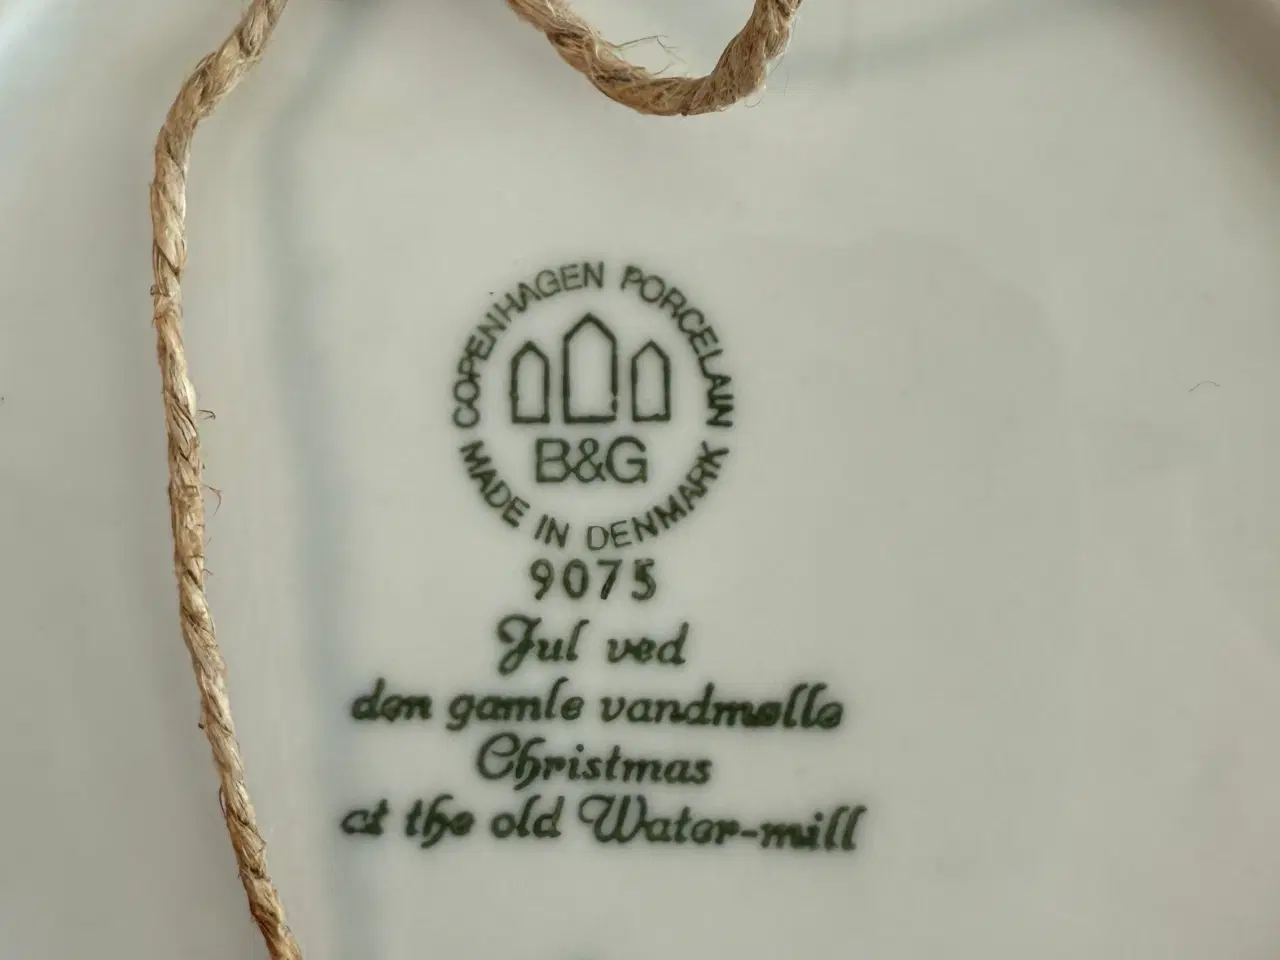 COPENHAGEN PORCELAIN
B&G
MADE IN DENMARK
9075
Jul ved
den gamle vandmølle
Christmas
at the old Water-mill